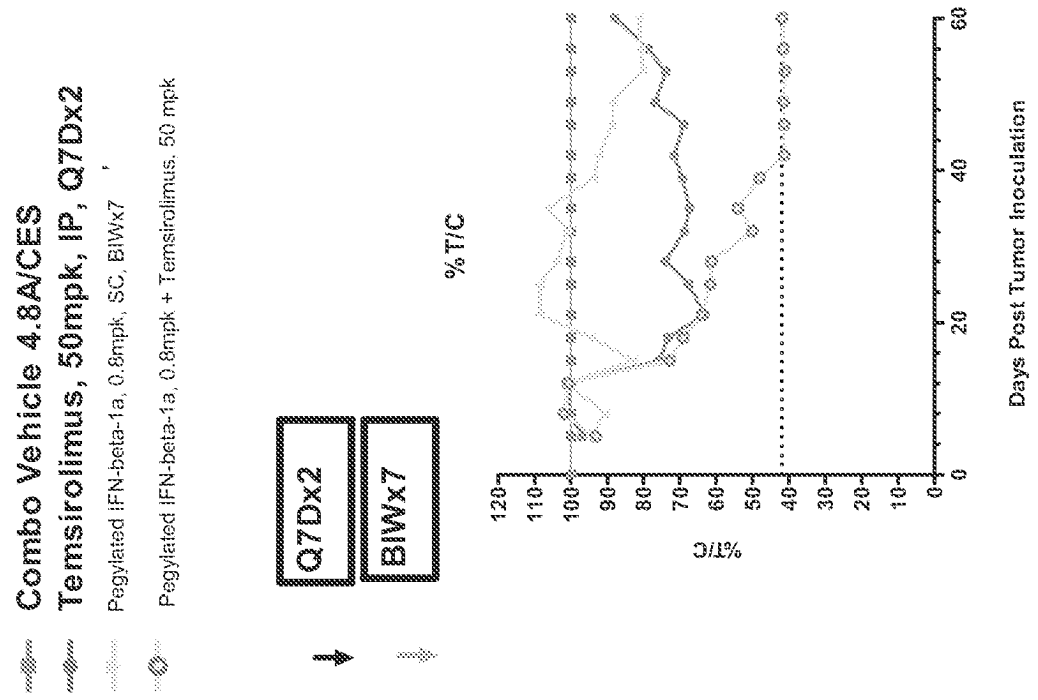 Combo Vehicle 4.8A/CES
Temsirolimus, 50mpk, IP, Q7Dx2
Pegylated IFN-beta-1a, 0.8mpk, SC, BIWx7 ,
Pegylated IFN-beta-1a, 0.8mpk + Temsirolimus, 50 mpk
Q7Dx2
BIWx7
%T/C
%T/C
120
110
100
90
80
70
60
50
40
30
20
10
0
0
20
40
60
Days Post Tumor Inoculation